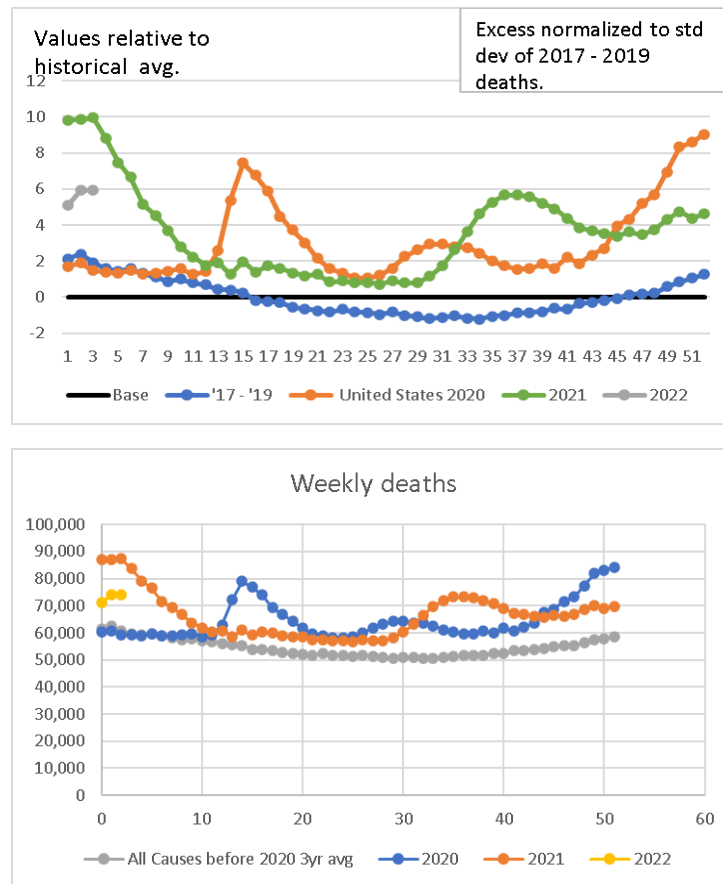 Values relative to
historical avg.
Excess normalized to std
dev of 2017 - 2019
deaths.
12
10
8
6
4
2
0
-2
1 3 5 7 9 11 13 15 17 19 21 23 25 27 29 31 33 35 37 39 41 43 45 47 49 51
Base '17 - '19 United States 2020 2021 2022
Weekly deaths
100,000
90,000
80,000
70,000
60,000
50,000
40,000
30,000
20,000
10,000
0
0 10 20 30 40 50 60
All Causes before 2020 3yr avg 2020 2021 2022